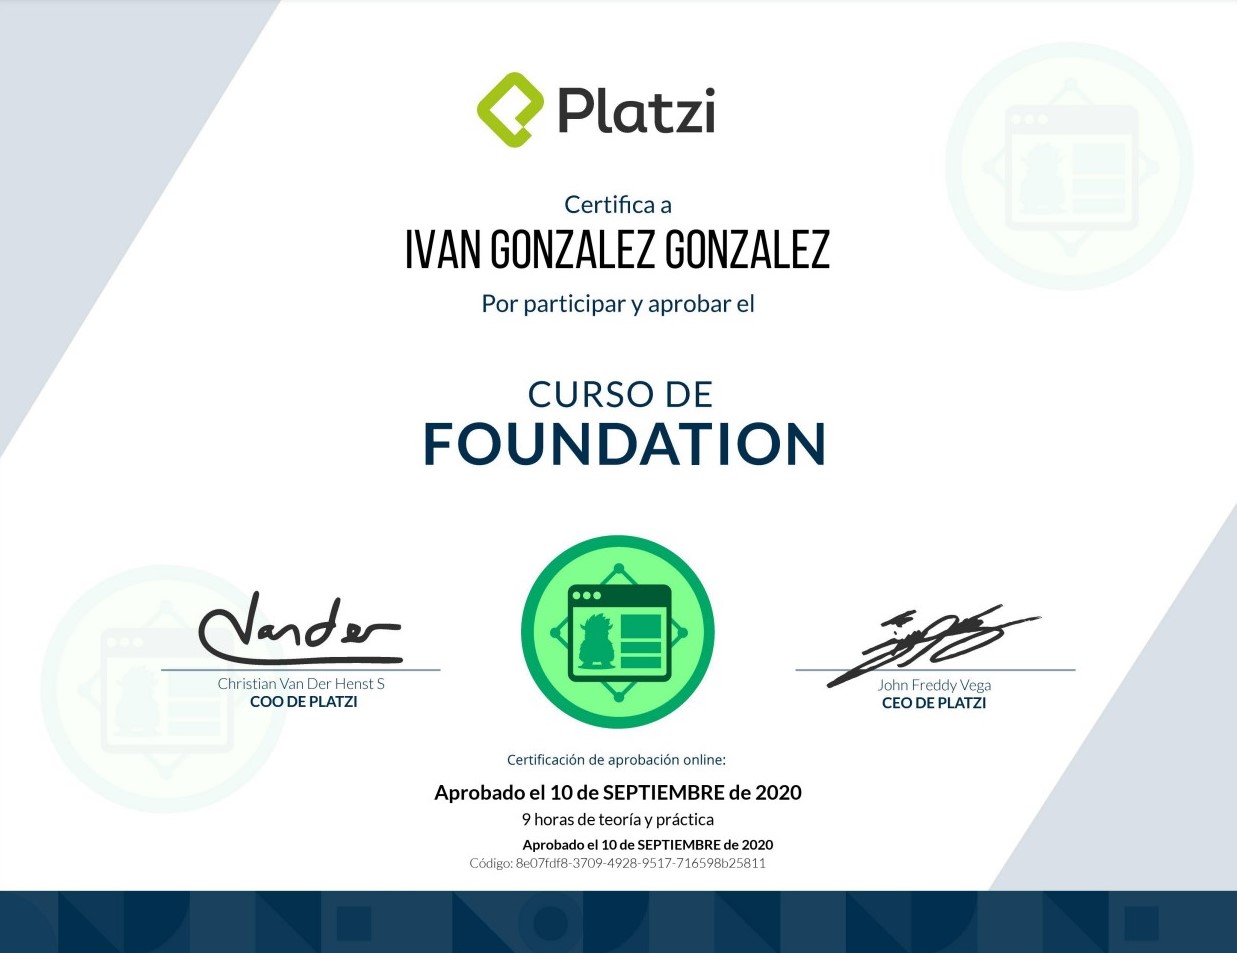 Platzi
Certifica a
IVAN GONZALEZ GONZALEZ
Por participar y aprobar el
CURSO DE
FOUNDATION
Vander
Christian Van Der Henst S
COO DE PLATZI
John Freddy Vega
CEO DE PLATZI
Certificación de aprobación online:
Aprobado el 10 de SEPTIEMBRE de 2020
9 horas de teoría y práctica
Aprobado el 10 de SEPTIEMBRE de 2020
Código: 8e07fdf8-3709-4928-9517-716598b25811